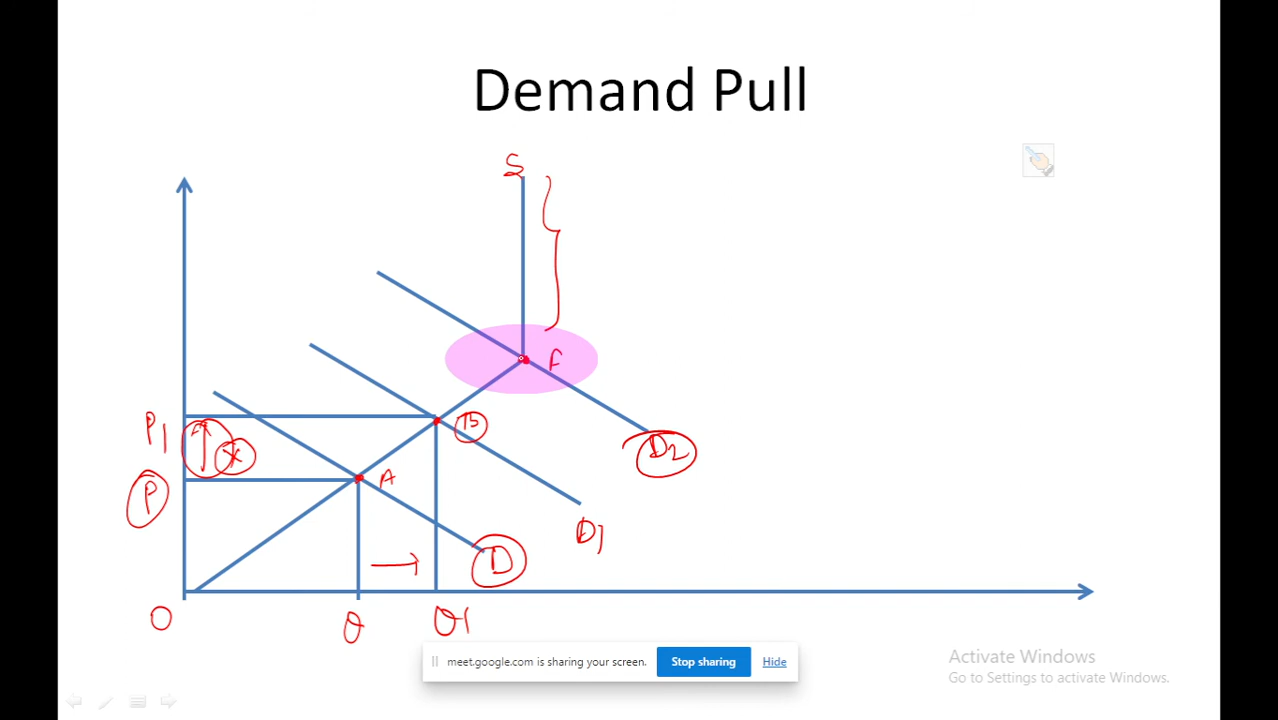 Demand Pull
S
F
P1
B
X
D2
P
A
D1
D
O
Q
Q1
meet.google.com is sharing your screen.
Stop sharing
Hide
Activate Windows
Go to Settings to activate Windows.